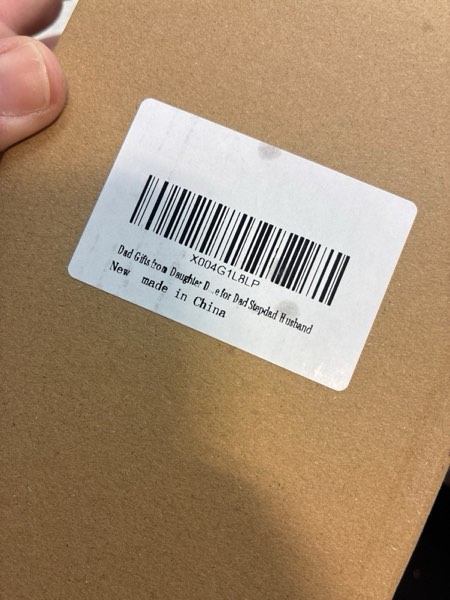 X004G1L8LP
Dad Gifts from Daughter D...e for Dad Stepdad Husband
New made in China